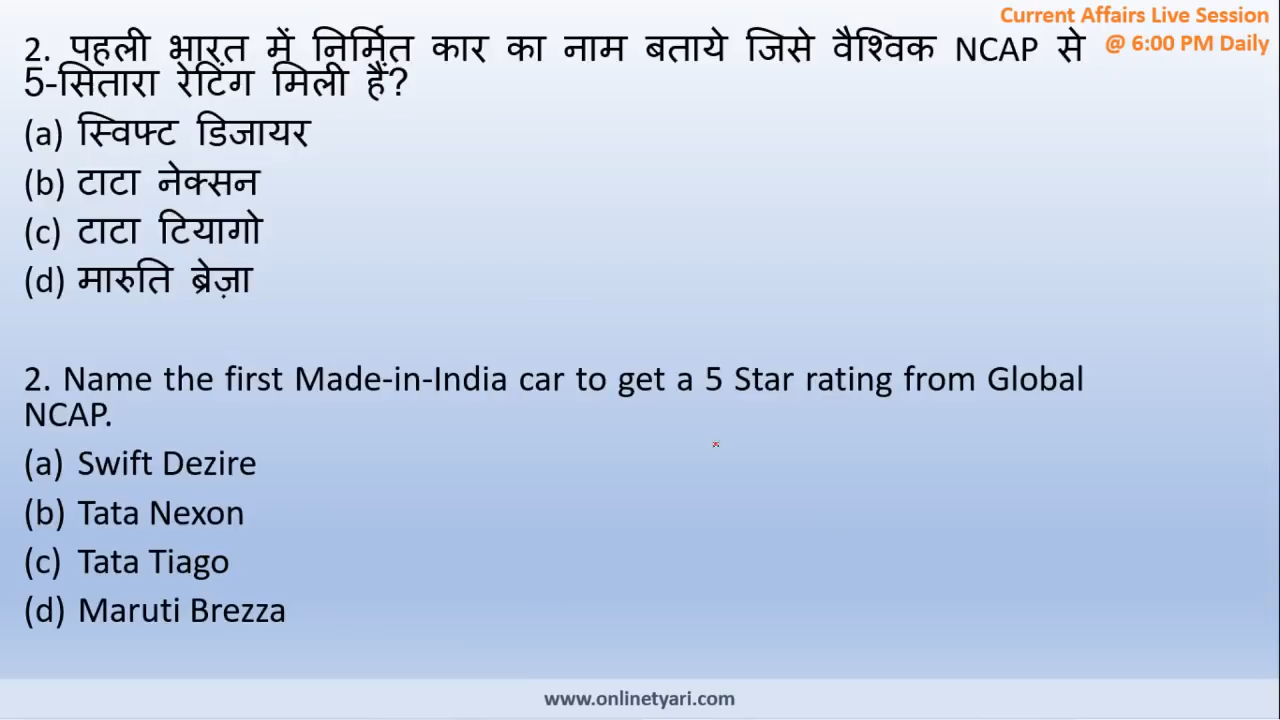 Current Affairs Live Session
@ 6:00 PM Daily
2. पहली भारत में निर्मित कार का नाम बताये जिसे वैश्विक NCAP से
5-सितारा रेटिंग मिली हैं?
(a) स्विफ्ट डिजायर
(b) टाटा नेक्सन
(c) टाटा टियागो
(d) मारुति ब्रेज़ा
2. Name the first Made-in-India car to get a 5 Star rating from Global
NCAP.
(a) Swift Dezire
(b) Tata Nexon
(c) Tata Tiago
(d) Maruti Brezza
www.onlinetyari.com